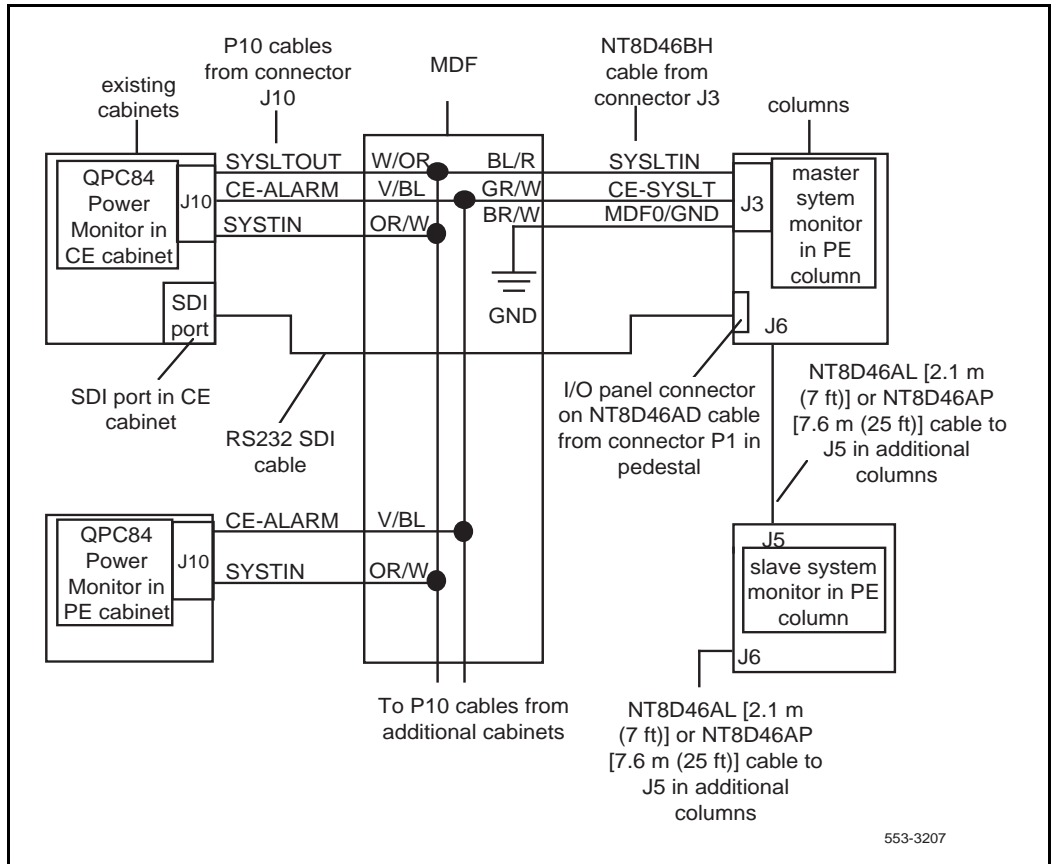 P10 cables
from connector
J10
MDF
NT8D46BH
cable from
connector J3
existing
cabinets
columns
SYSLTOUT
W/OR
BL/R
SYSLTIN
QPC84
Power
Monitor in
CE cabinet
J10
CE-ALARM
V/BL
GR/W
CE-SYSLT
J3
master
sytem
monitor
in PE
column
BR/W
MDF0/GND
SYSTIN
OR/W
GND
SDI
port
J6
SDI port in CE
cabinet
RS232 SDI
cable
I/O panel connector
on NT8D46AD cable
from connector P1 in
pedestal
NT8D46AL [2.1 m
(7 ft)] or NT8D46AP
[7.6 m (25 ft)] cable to
J5 in additional
columns
QPC84
Power
Monitor in
PE cabinet
J10
CE-ALARM
V/BL
SYSTIN
OR/W
J5
slave system
monitor in PE
column
J6
To P10 cables from
additional cabinets
NT8D46AL [2.1 m
(7 ft)] or NT8D46AP
[7.6 m (25 ft)] cable to
J5 in additional
columns
553-3207